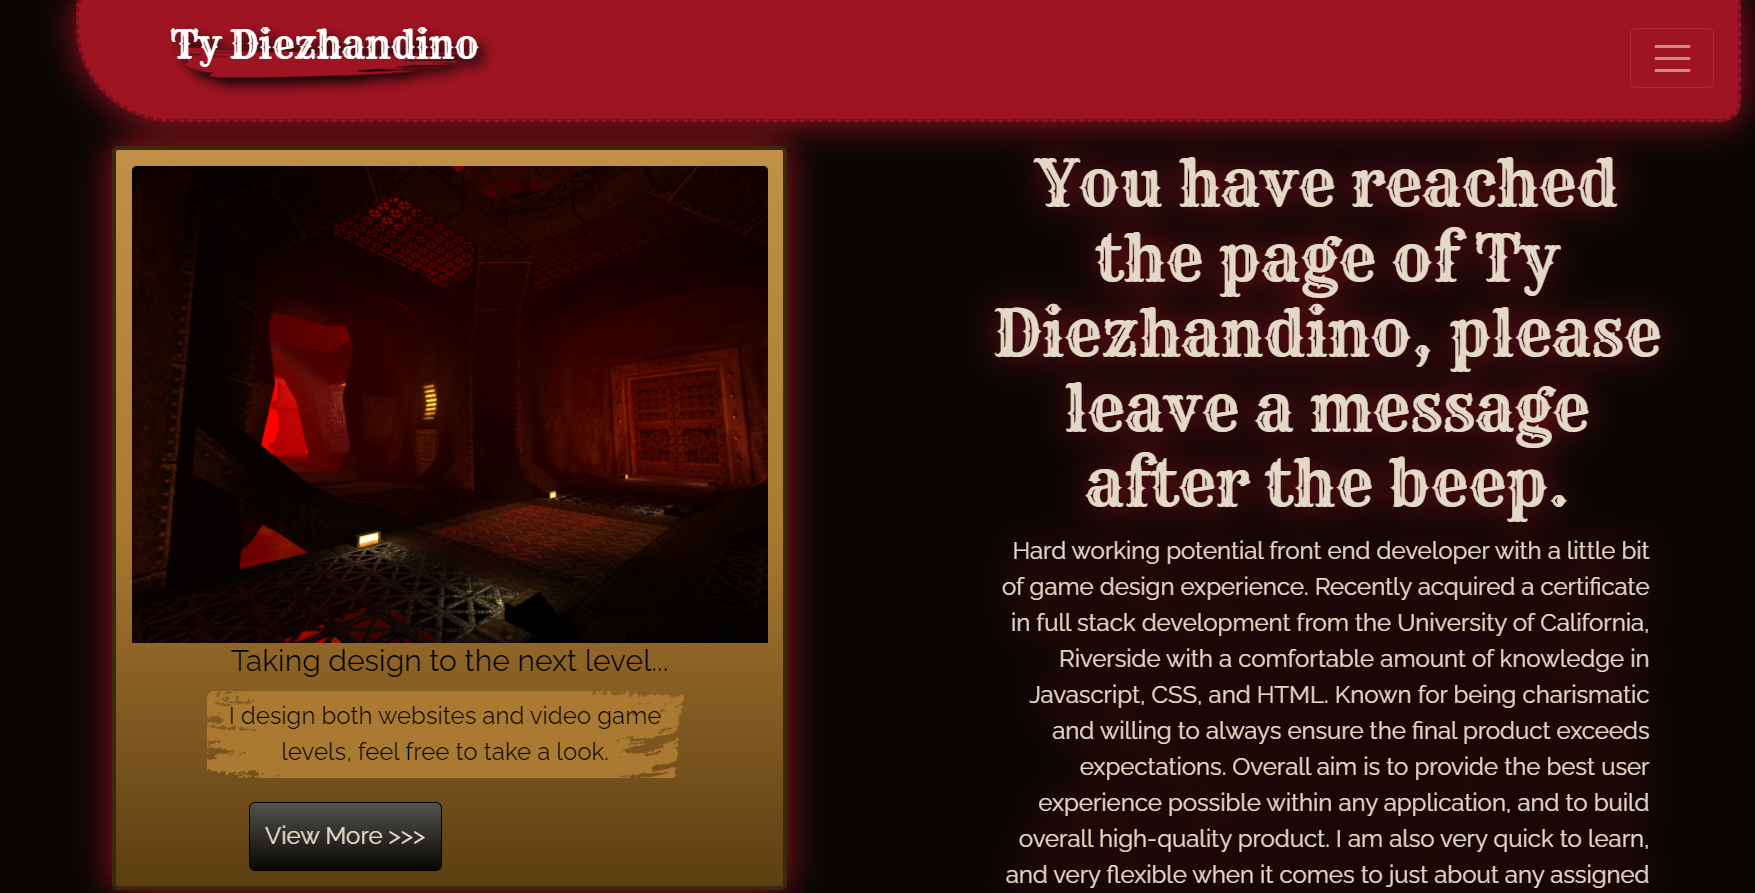 Ty Diezhandino
You have reached
the page of Ty
Diezhandino, please
leave a message
after the beep.
Hard working potential front end developer with a little bit
of game design experience. Recently acquired a certificate
in full stack development from the University of California,
Riverside with a comfortable amount of knowledge in
Javascript, CSS, and HTML. Known for being charismatic
and willing to always ensure the final product exceeds
expectations. Overall aim is to provide the best user
experience possible within any application, and to build
overall high-quality product. I am also very quick to learn,
and very flexible when it comes to just about any assigned
Taking design to the next level...
I design both websites and video game
levels, feel free to take a look.
View More >>>